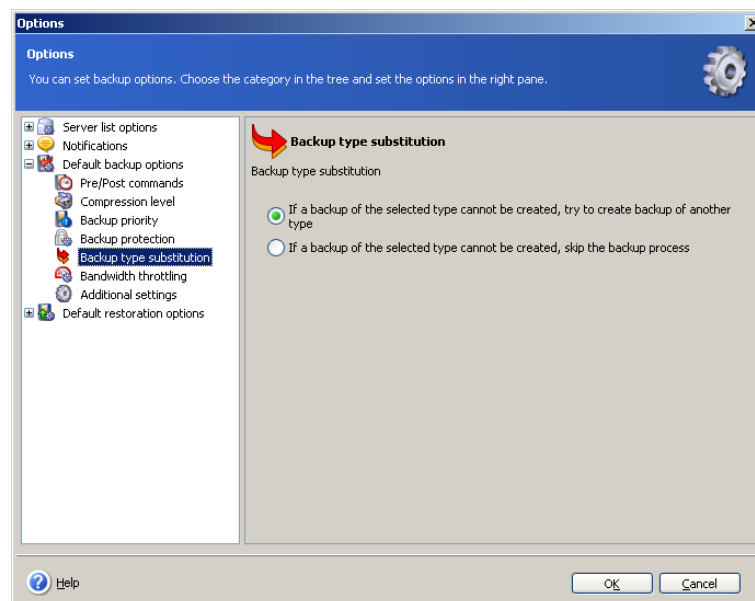 Options
Options
You can set backup options. Choose the category in the tree and set the options in the right pane.
Server list options
Notifications
Default backup options
Pre/Post commands
Compression level
Backup priority
Backup protection
Backup type substitution
Bandwidth throttling
Additional settings
Default restoration options
Backup type substitution
Backup type substitution
If a backup of the selected type cannot be created, try to create backup of another
type
If a backup of the selected type cannot be created, skip the backup process
Help
OK
Cancel